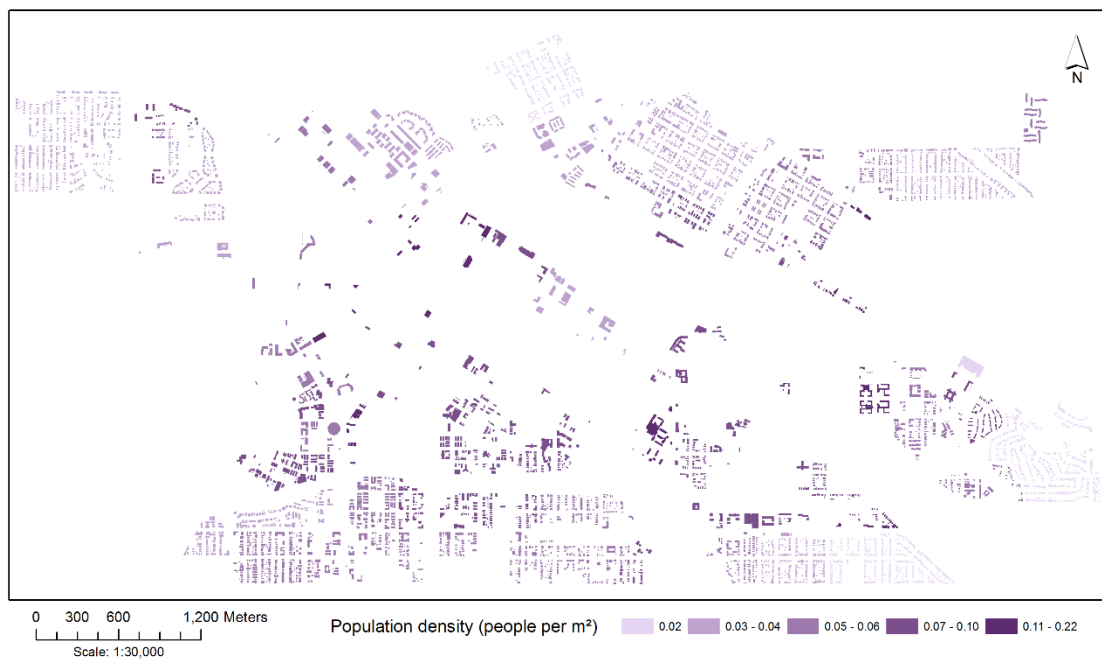 N
0 300 600 1,200 Meters
Scale: 1:30,000
Population density (people per m²) 0.02 0.03 - 0.04 0.05 - 0.06 0.07 - 0.10 0.11 - 0.22